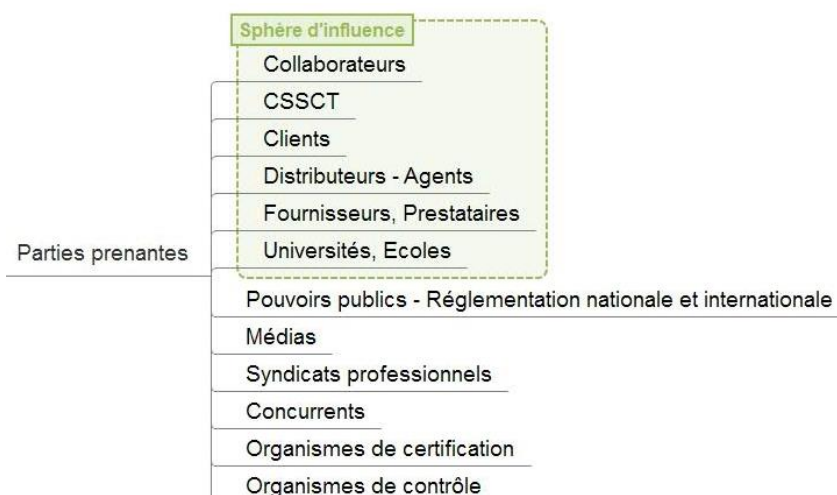 Sphère d'influence
Collaborateurs
CSSCT
Clients
Distributeurs - Agents
Fournisseurs, Prestataires
Universités, Ecoles
Parties prenantes
Pouvoirs publics - Réglementation nationale et internationale
Médias
Syndicats professionnels
Concurrents
Organismes de certification
Organismes de contrôle